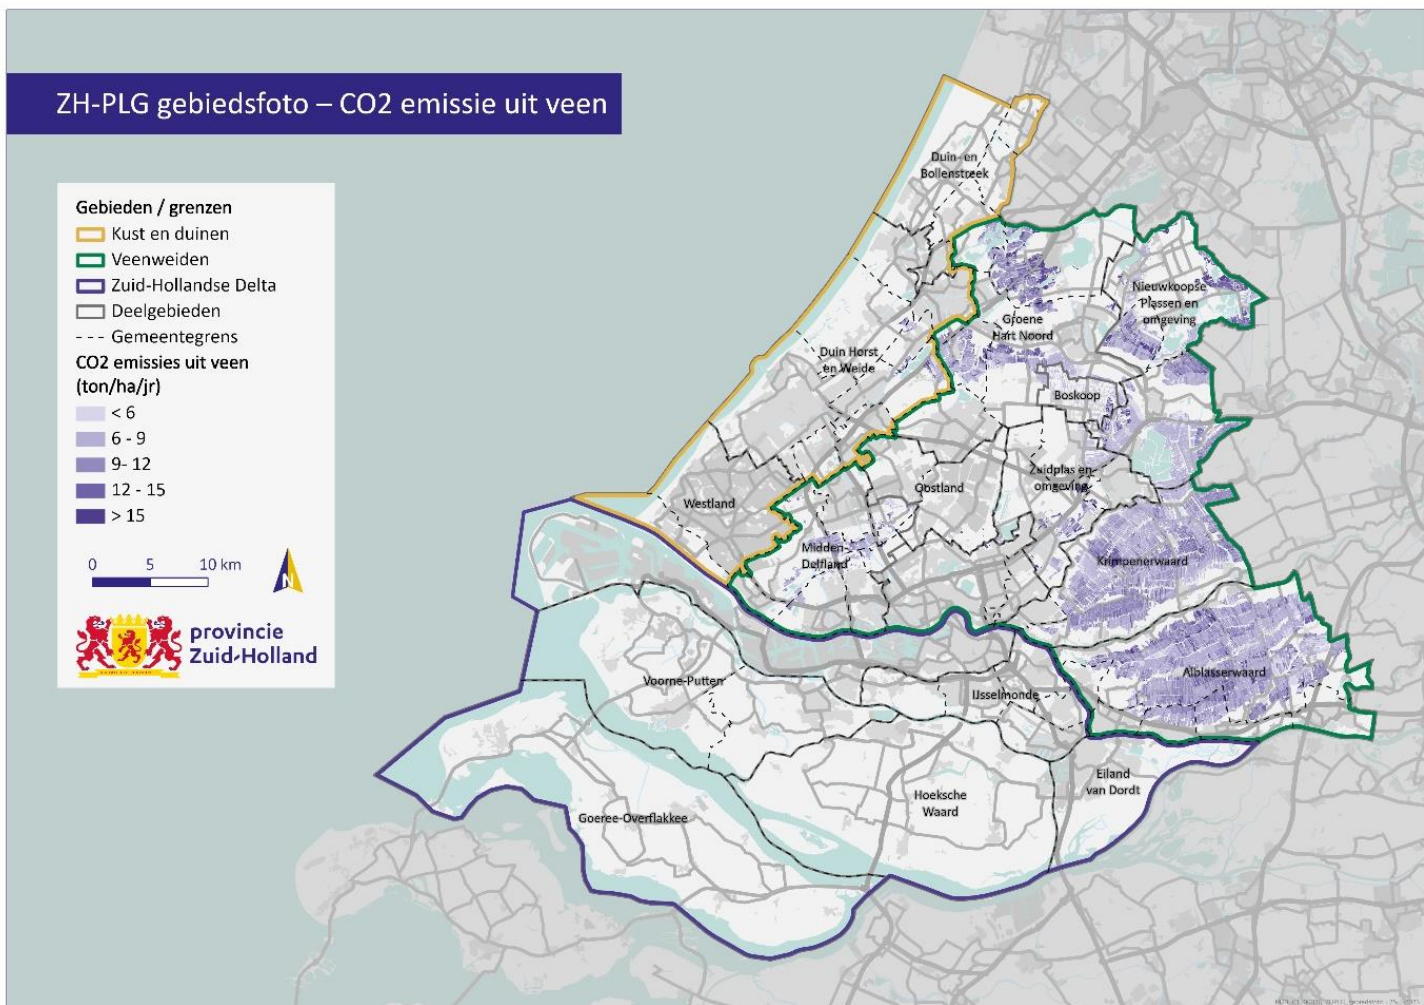 ZH-PLG gebiedsfoto – CO2 emissie uit veen
Gebieden / grenzen
Kust en duinen
Veenweiden
Zuid-Hollandse Delta
Deelgebieden
Gemeentegrens
CO2 emissies uit veen
(ton/ha/jr)
< 6
6 - 9
9- 12
12 - 15
> 15
0 5 10 km
N
provincie
Zuid-Holland
Duin- en
Bollenstreek
Nieuwkoopse
Plassen en
omgeving
Groene
Hart Noord
Duin Horst
en Weide
Boskoop
Zuidplas en
omgeving
Oostland
Westland
Midden-
Delfland
Krimpenerwaard
Alblasserwaard
Voorne-Putten
IJsselmonde
Eiland
van Dordt
Hoeksche
Waard
Goeree-Overflakkee